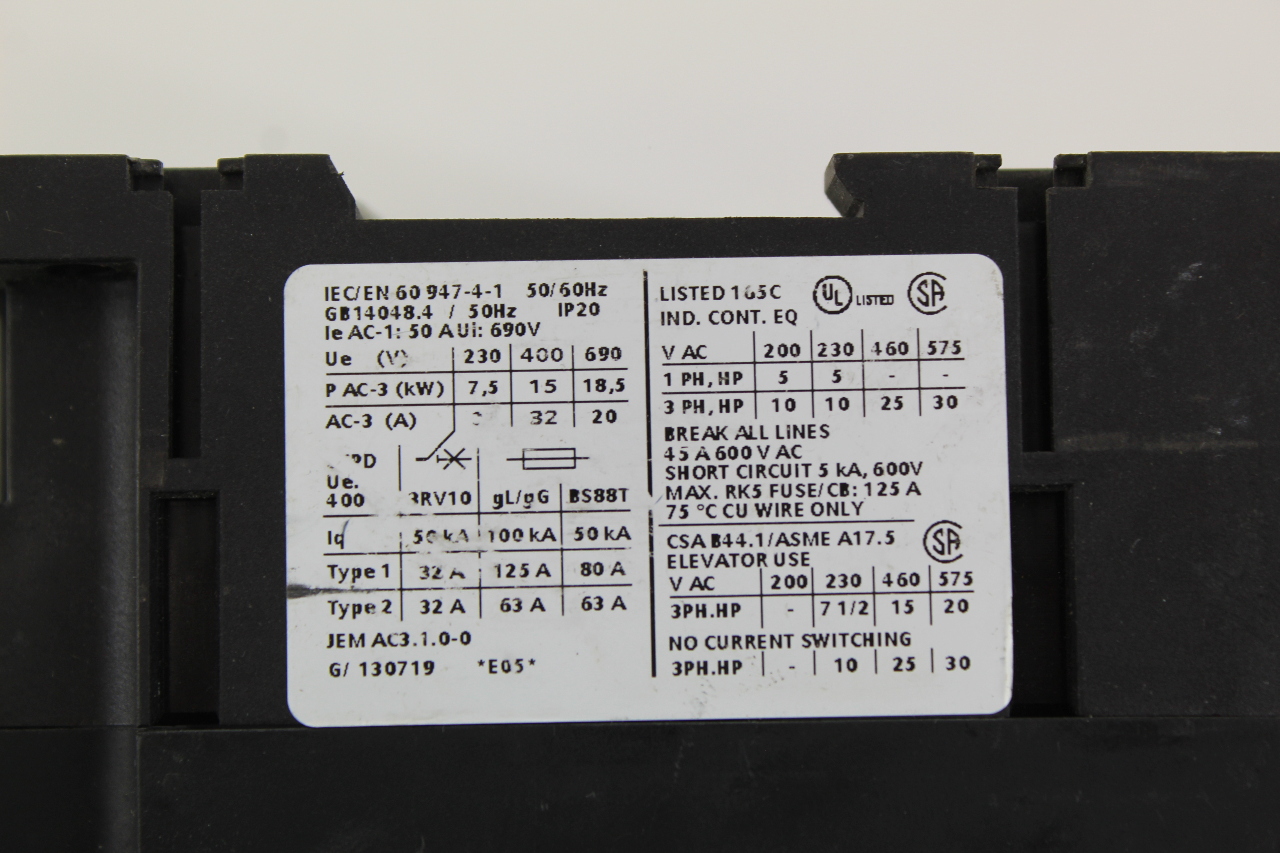 IEC/EN 60 947-4-1 50/60Hz
GB14048.4 / 50Hz IP20
Ie AC-1: 50 A Ui: 690V
Ue (V) 230 400 690
P AC-3 (kW) 7,5 15 18,5
AC-3 (A) 32 20
Ue.
400 3RV10 gL/gG BS88T
Iq 50 kA 100 kA 50 kA
Type 1 32 A 125 A 80 A
Type 2 32 A 63 A 63 A
JEM AC3.1.0-0
G/ 130719 *E05*
LISTED 165C UL LISTED SA
IND. CONT. EQ
V AC 200 230 460 575
1 PH, HP 5 5 - -
3 PH, HP 10 10 25 30
BREAK ALL LINES
45 A 600 V AC
SHORT CIRCUIT 5 kA, 600V
MAX. RK5 FUSE/CB: 125 A
75 °C CU WIRE ONLY
CSA B44.1/ASME A17.5 SA
ELEVATOR USE
V AC 200 230 460 575
3PH.HP - 7 1/2 15 20
NO CURRENT SWITCHING
3PH.HP - 10 25 30